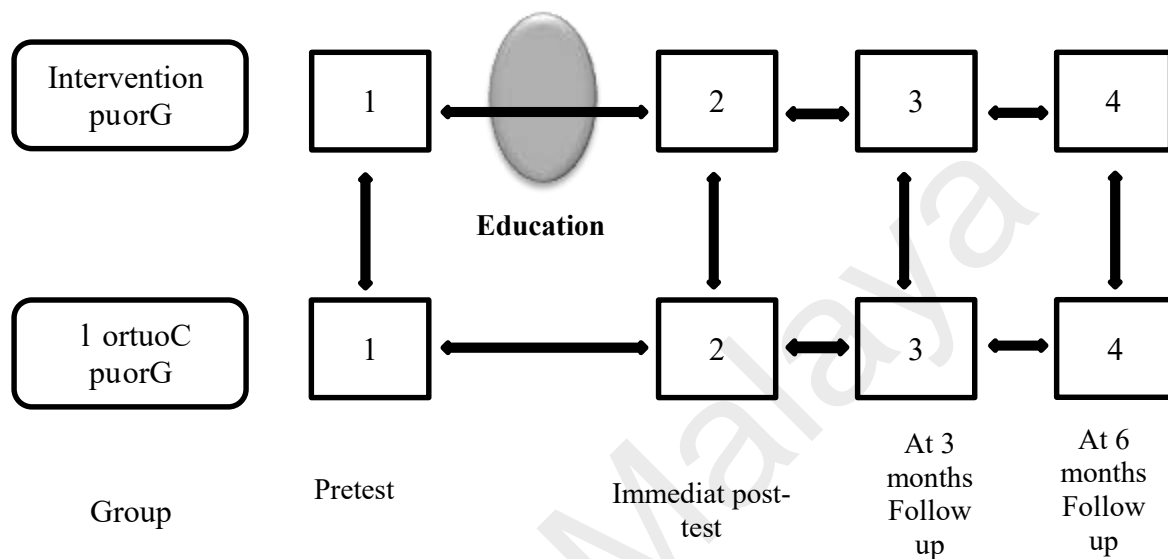 Intervention
puorG
1
2
3
4
Education
1 ortuoC
puorG
1
2
3
4
Group
Pretest
Immediat post-
test
At 3
months
Follow
up
At 6
months
Follow
up
Malaya